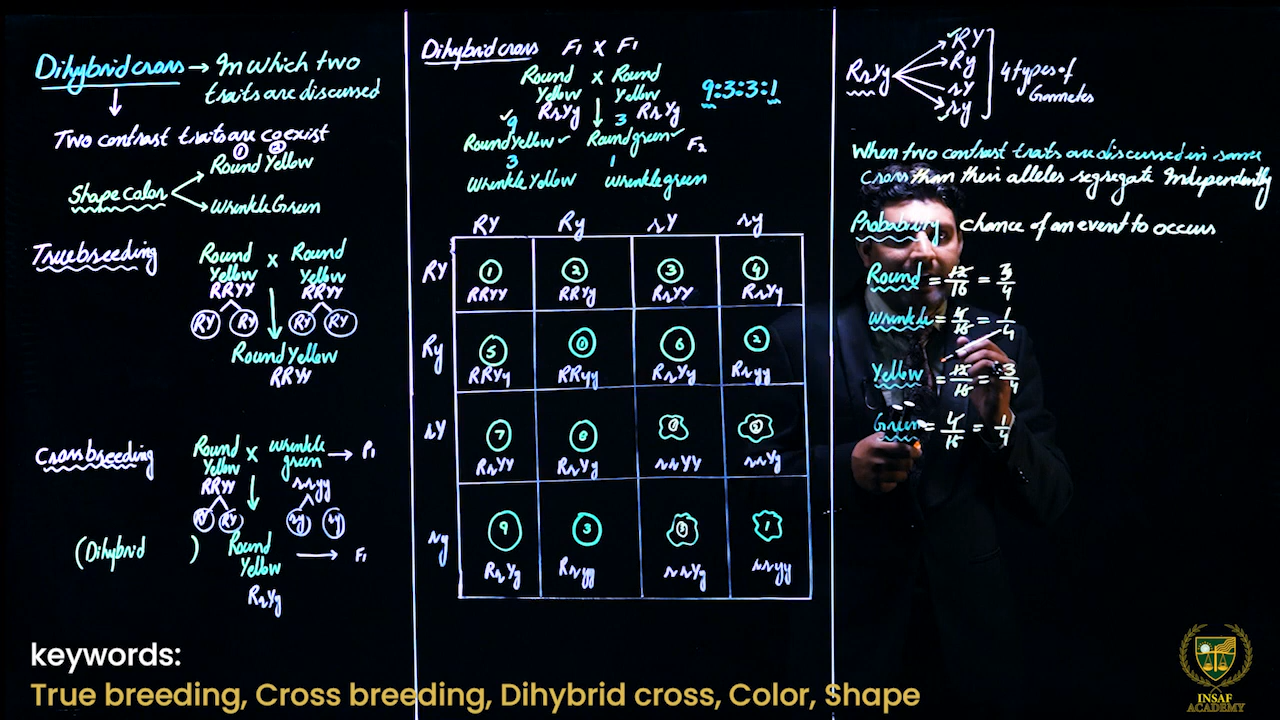 Dihybrid cross → In which two
traits are discussed
Two contrast traits are coexist
① ②
Shape color
Round Yellow
Wrinkle Green
True breeding
Round × Round
Yellow Yellow
RRYY RRYY
RY RY RY RY
Round Yellow
RRYY
Cross breeding
Round × Wrinkle → P1
Yellow green
RRYY rryy
RY RY ry ry
(Dihybrid )
Round → F1
Yellow
RrYy
Dihybrid cross F1 × F1
Round × Round
Yellow Yellow
RrYy RrYy
9:3:3:1
9 3
Round Yellow ✓ Round green ✓ F2
3 1
Wrinkle Yellow Wrinkle green
RY Ry rY ry
RY ① ② ③ ④
RRYY RRYy RrYY RrYy
Ry ⑤ ① ⑥ ②
RRYy RRyy RrYy Rryy
rY ⑦ ⑧ ① ②
RrYY RrYy rrYY rrYy
ry ⑨ ③ ③ 1
RrYy Rryy rrYy rryy
RrYy
RY
Ry
rY
ry
4 types of
Gametes
When two contrast traits are discussed in same
cross than their alleles segregate Independently
Probability chance of an event to occurs
Round = 12/16 = 3/4
Wrinkle = 4/16 = 1/4
Yellow = 12/16 = 3/4
Green = 4/16 = 1/4
keywords:
True breeding, Cross breeding, Dihybrid cross, Color, Shape
INSAF
ACADEMY